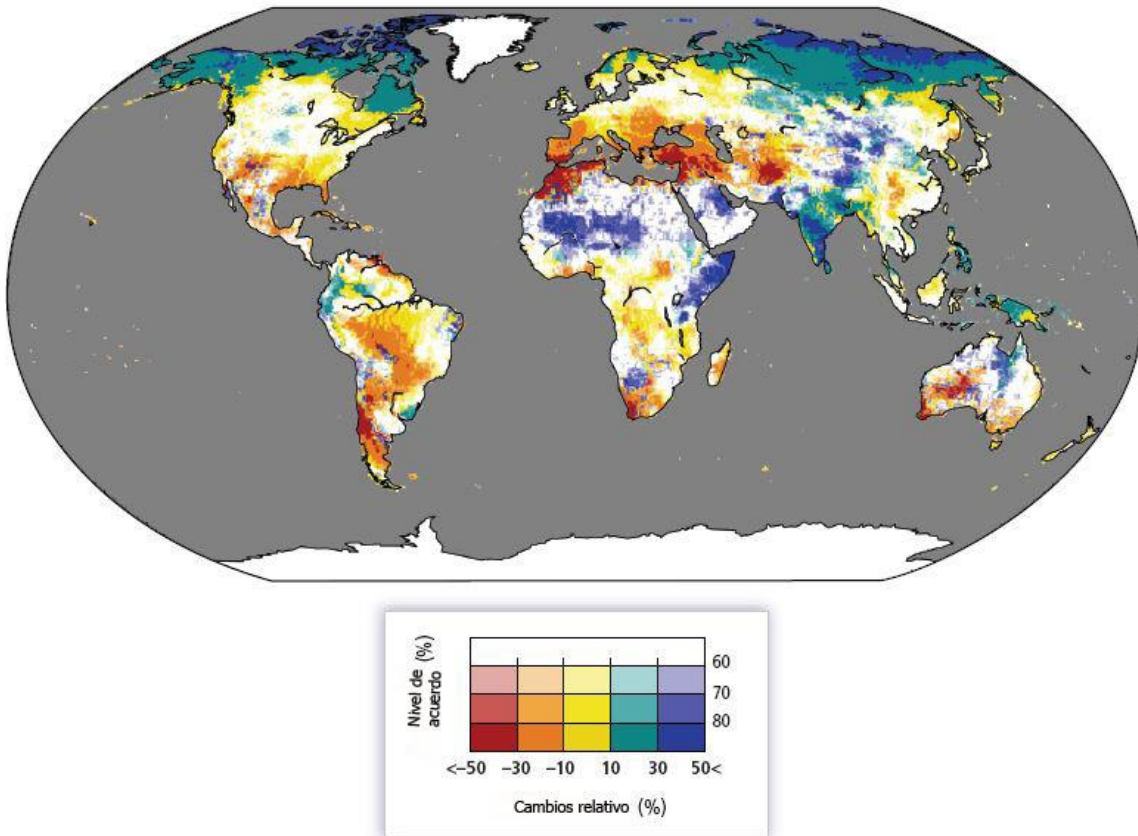 Nivel de (%)
acuerdo
60
70
80
<−50 −30 −10 10 30 50<
Cambios relativo (%)